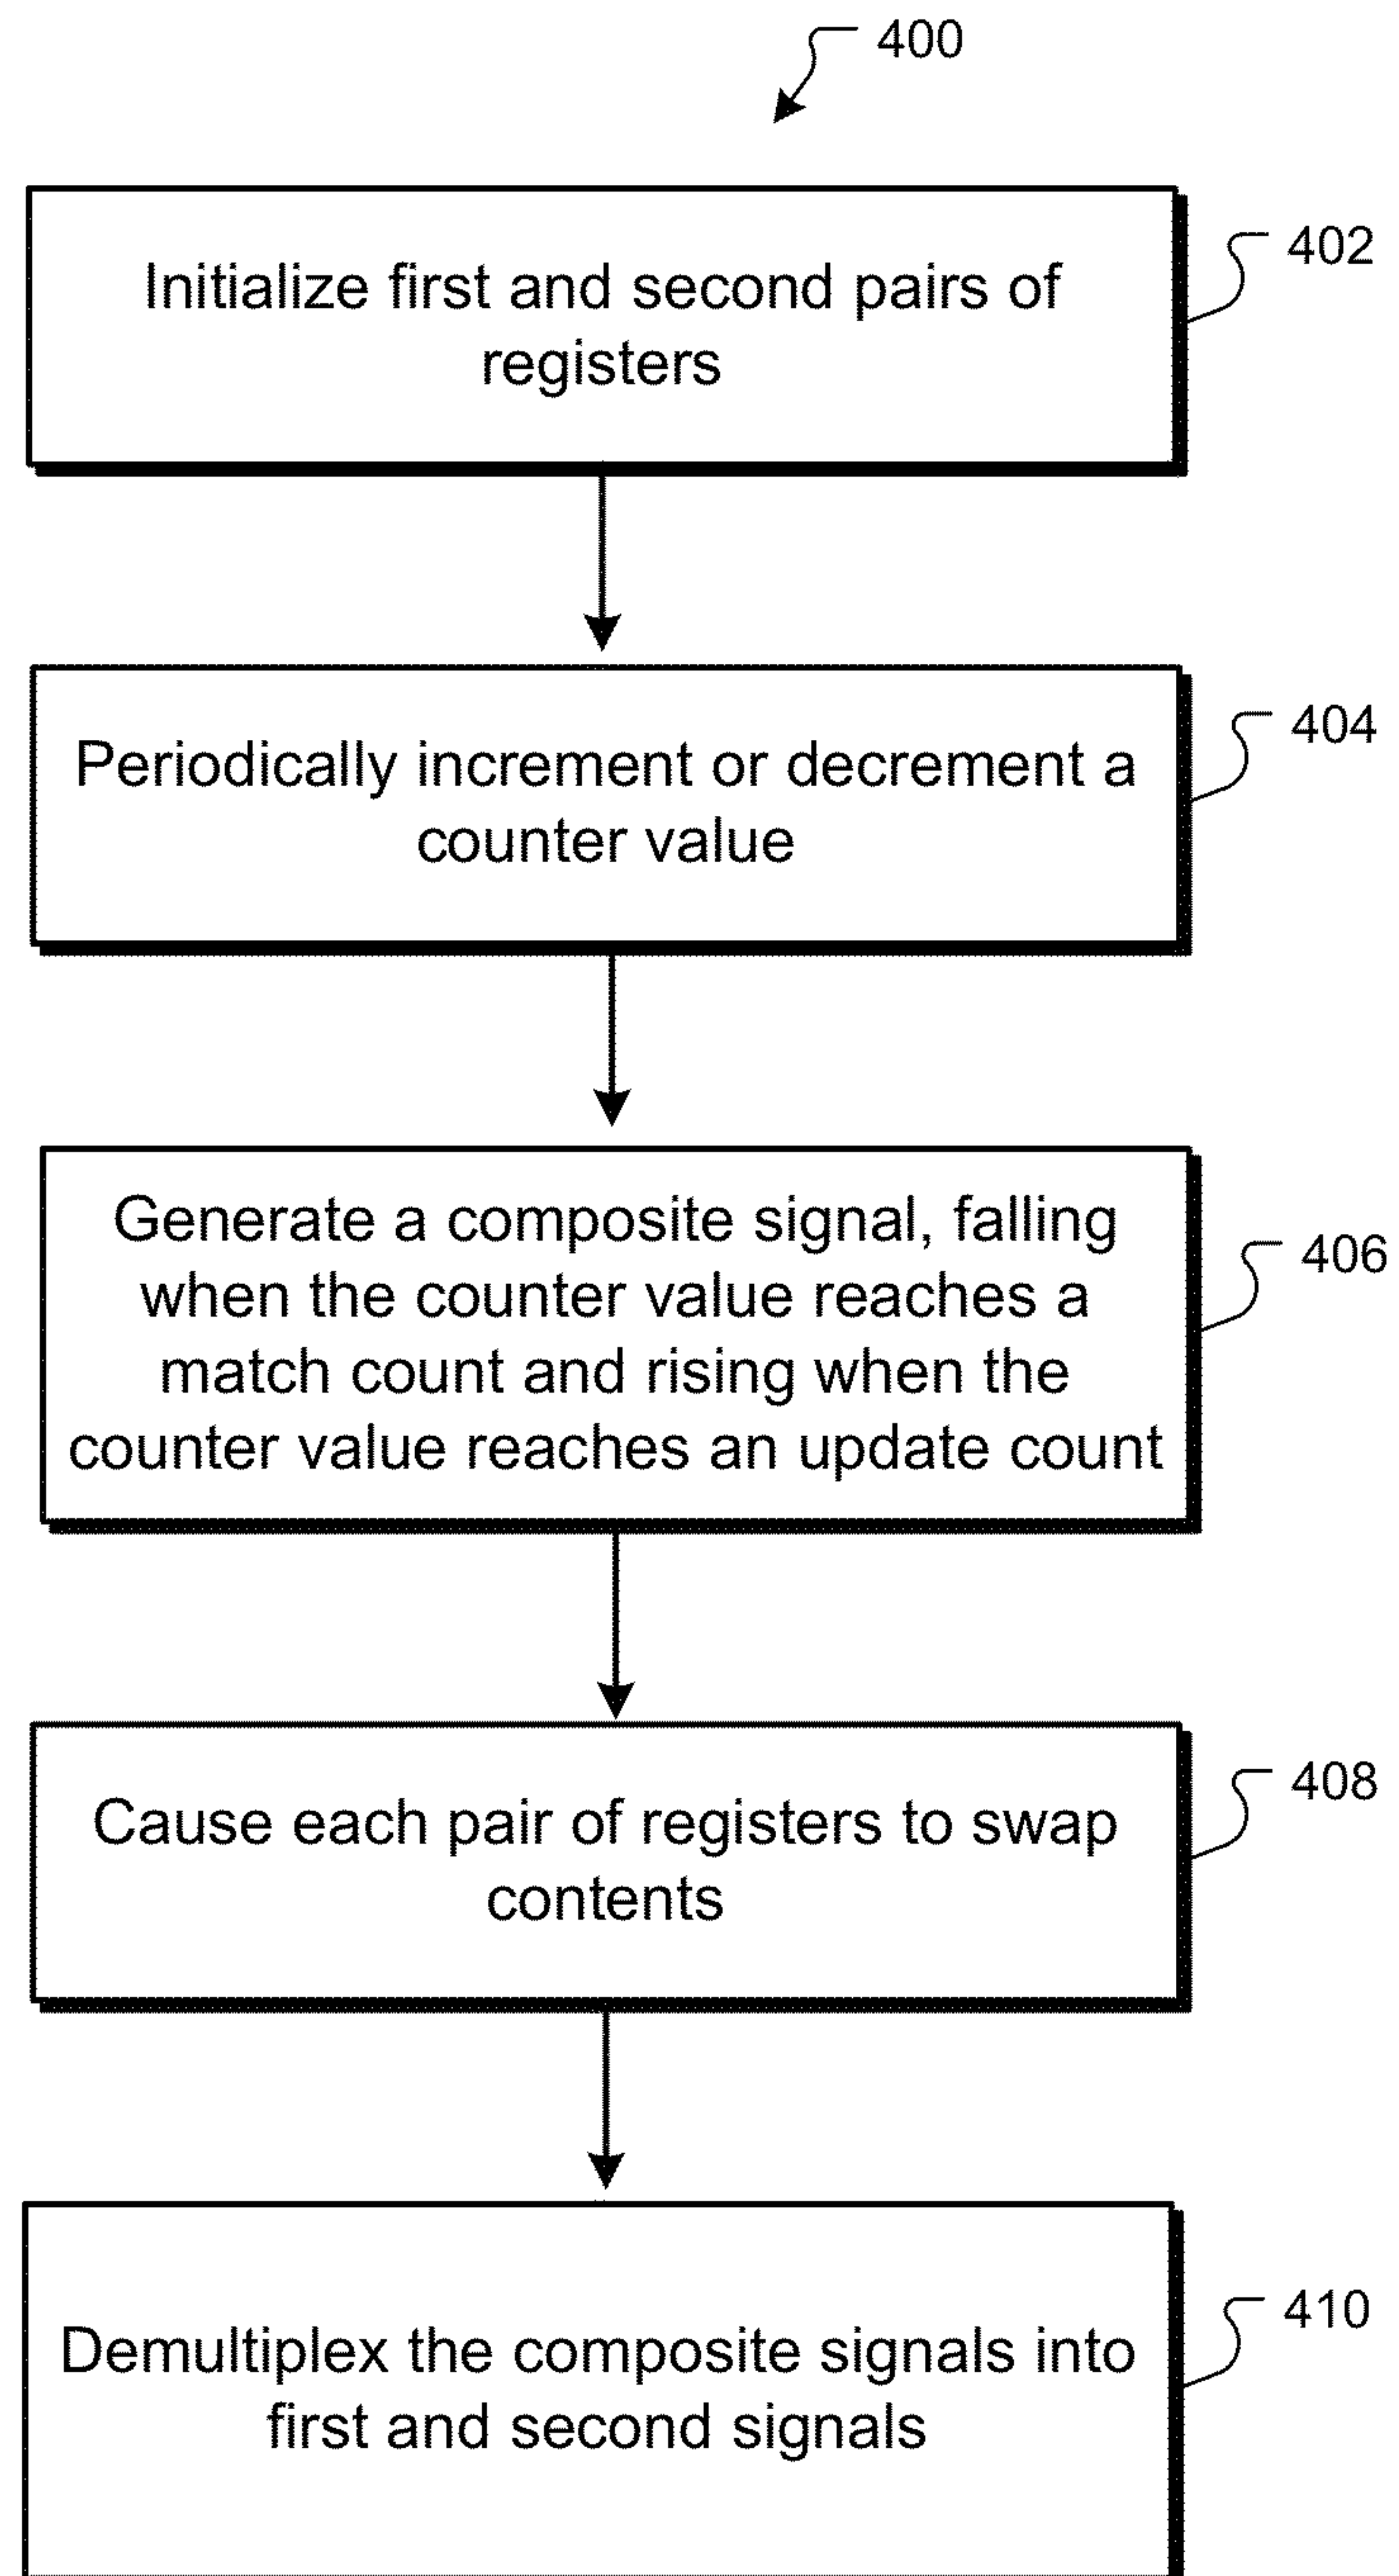 400
Initialize first and second pairs of
registers
402
Periodically increment or decrement a
counter value
404
Generate a composite signal, falling
when the counter value reaches a
match count and rising when the
counter value reaches an update count
406
Cause each pair of registers to swap
contents
408
Demultiplex the composite signals into
first and second signals
410